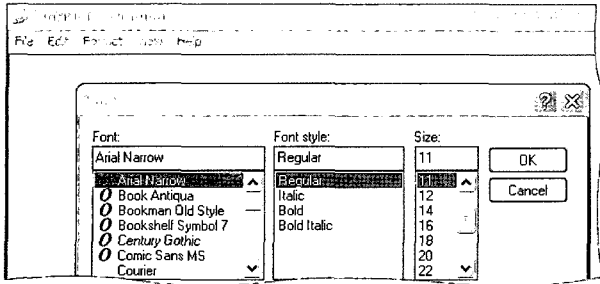 File Edit Format View Help
Font: Font style: Size:
Arial Narrow Regular 11
OK
Arial Narrow Regular 11
Cancel
O Book Antiqua Italic 12
O Bookman Old Style Bold 14
O Bookshelf Symbol 7 Bold Italic 16
O Century Gothic 18
O Comic Sans MS 20
Courier 22